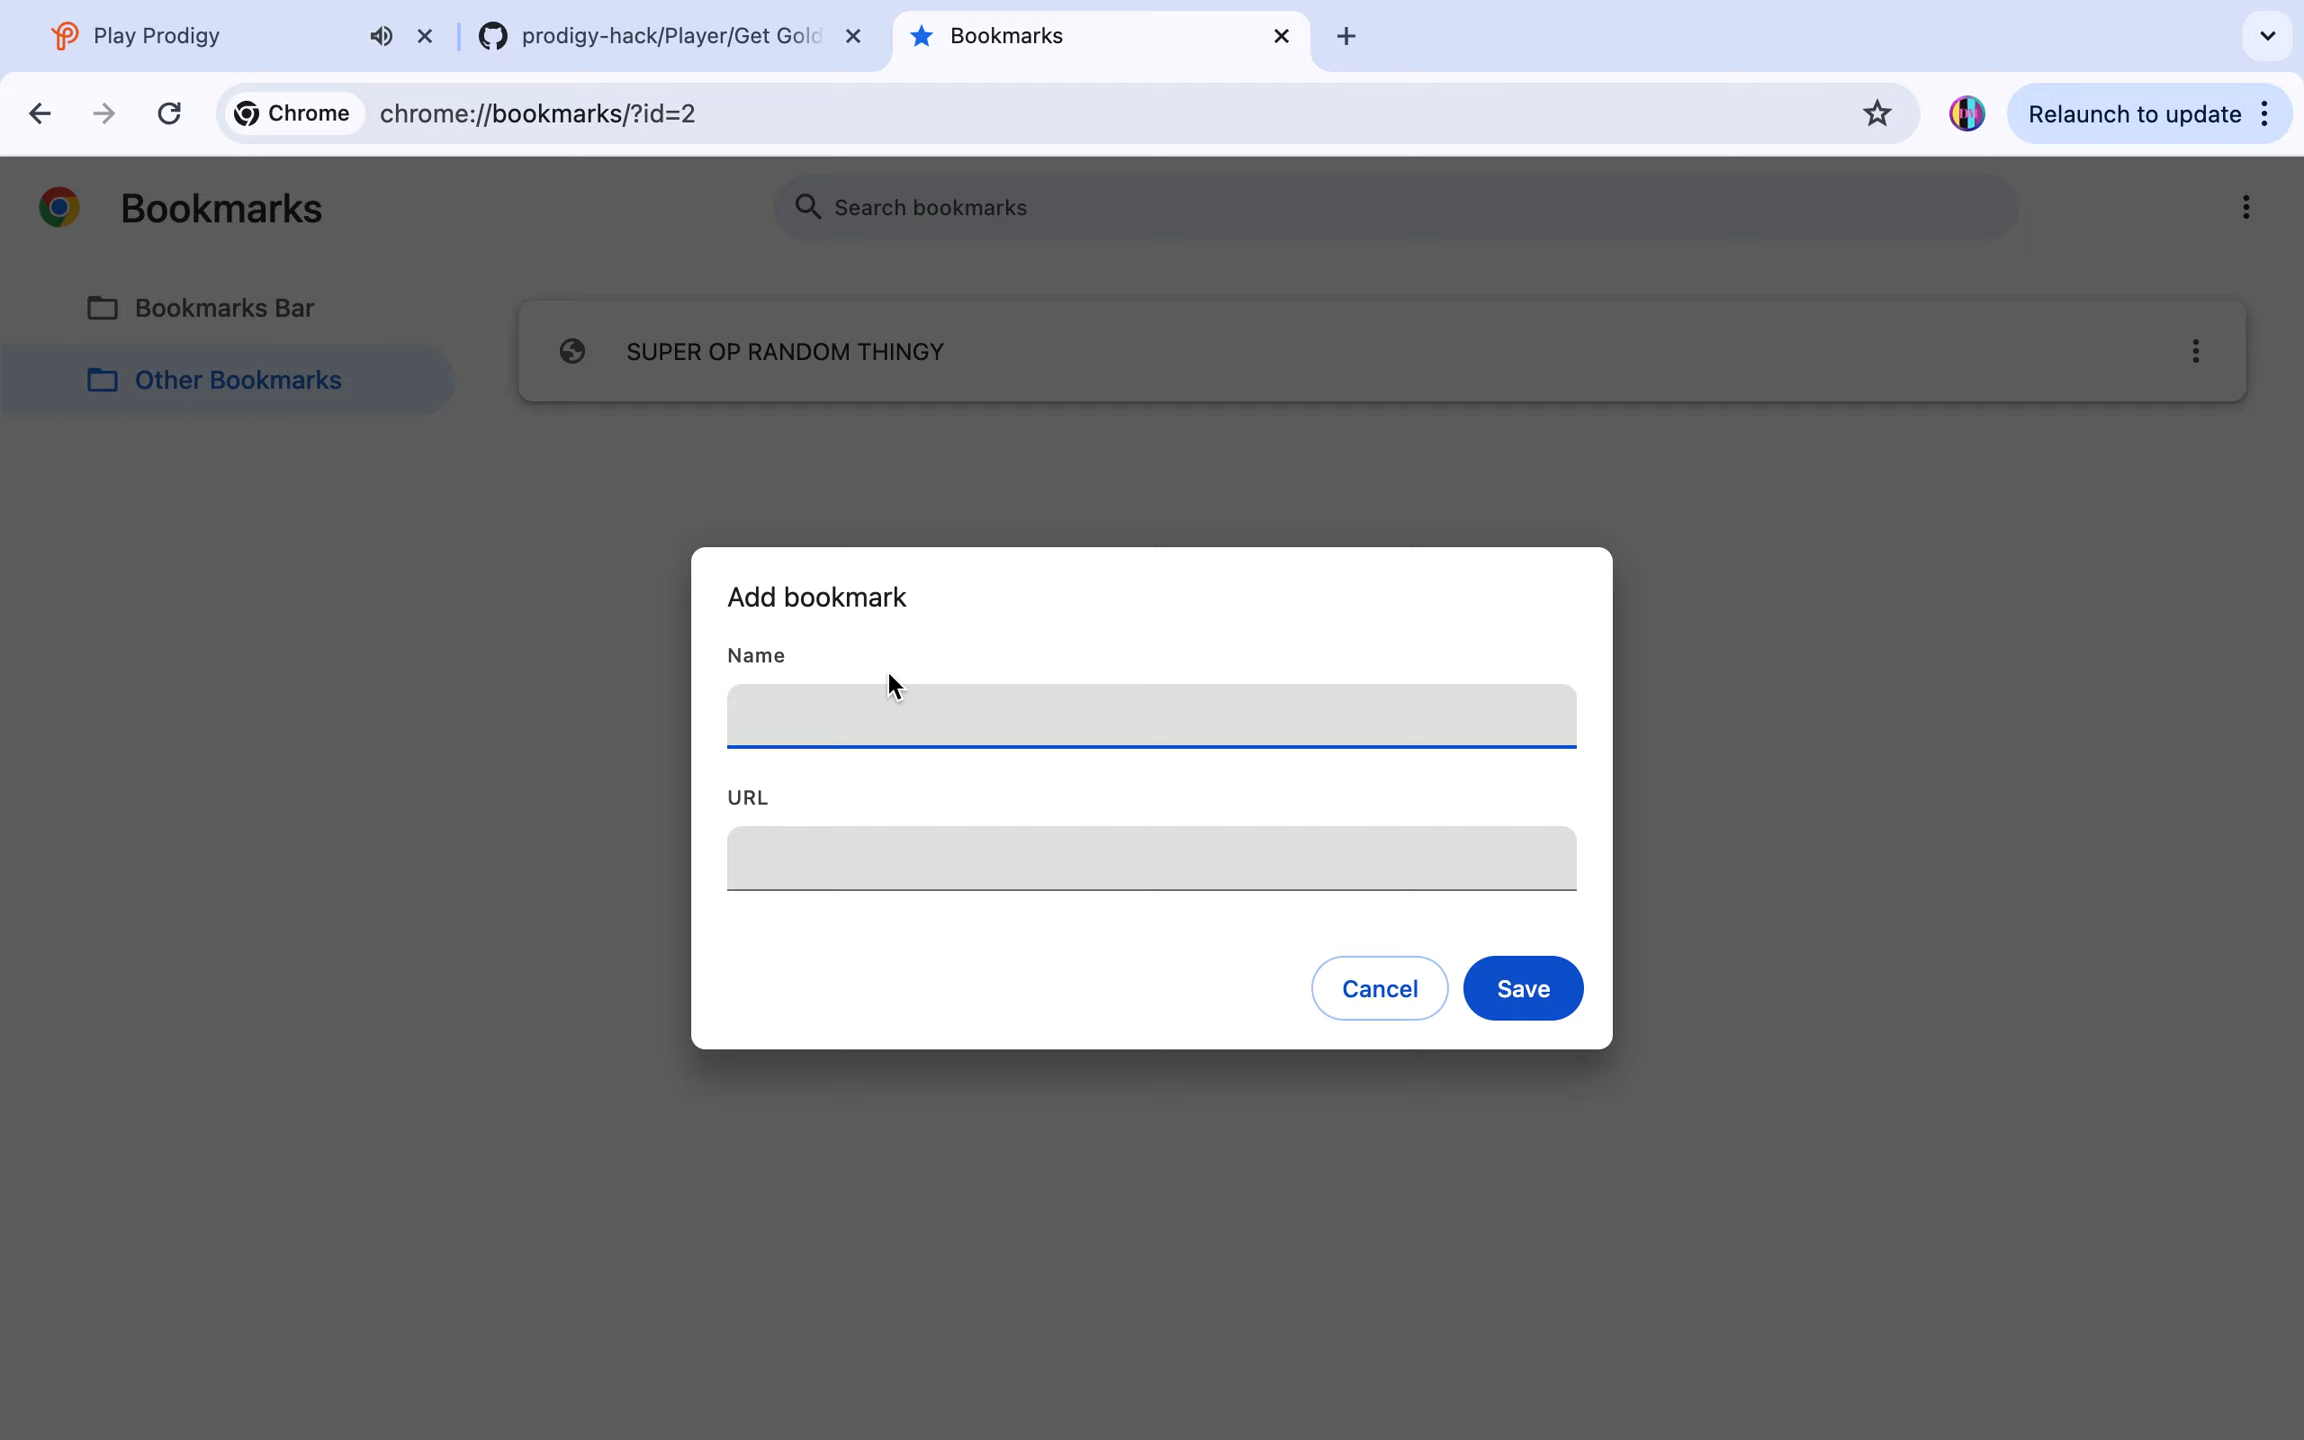 Play Prodigy
prodigy-hack/Player/Get Gold
Bookmarks
Chrome
chrome://bookmarks/?id=2
Relaunch to update
Bookmarks
Search bookmarks
Bookmarks Bar
Other Bookmarks
SUPER OP RANDOM THINGY
Add bookmark
Name
URL
Cancel
Save